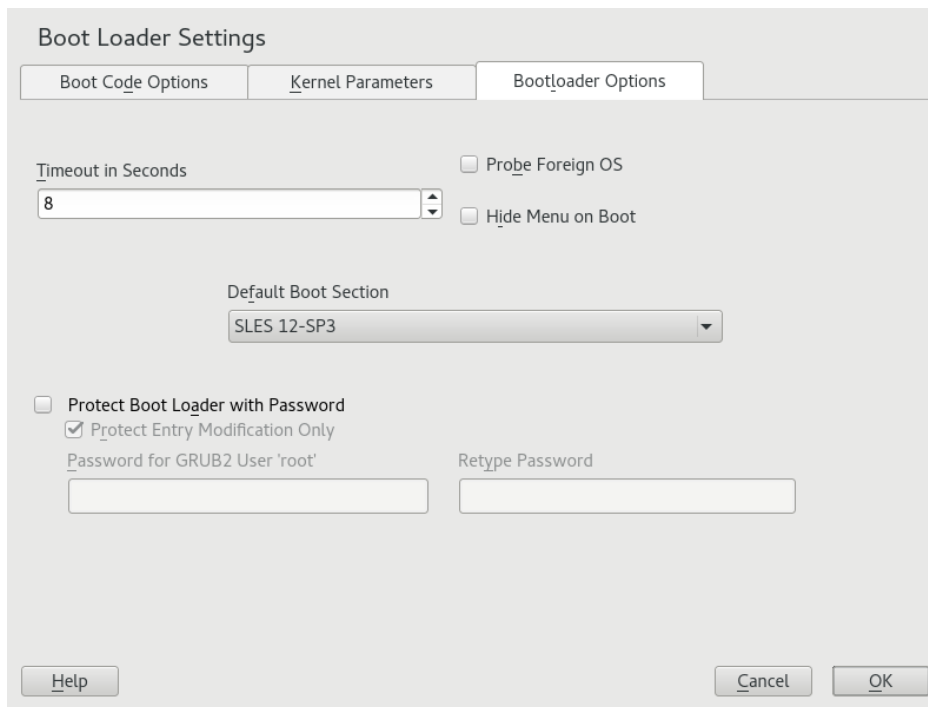 Boot Loader Settings
Boot Code Options
Kernel Parameters
Bootloader Options
Timeout in Seconds
8
Probe Foreign OS
Hide Menu on Boot
Default Boot Section
SLES 12-SP3
Protect Boot Loader with Password
Protect Entry Modification Only
Password for GRUB2 User 'root'
Retype Password
Help
Cancel
OK